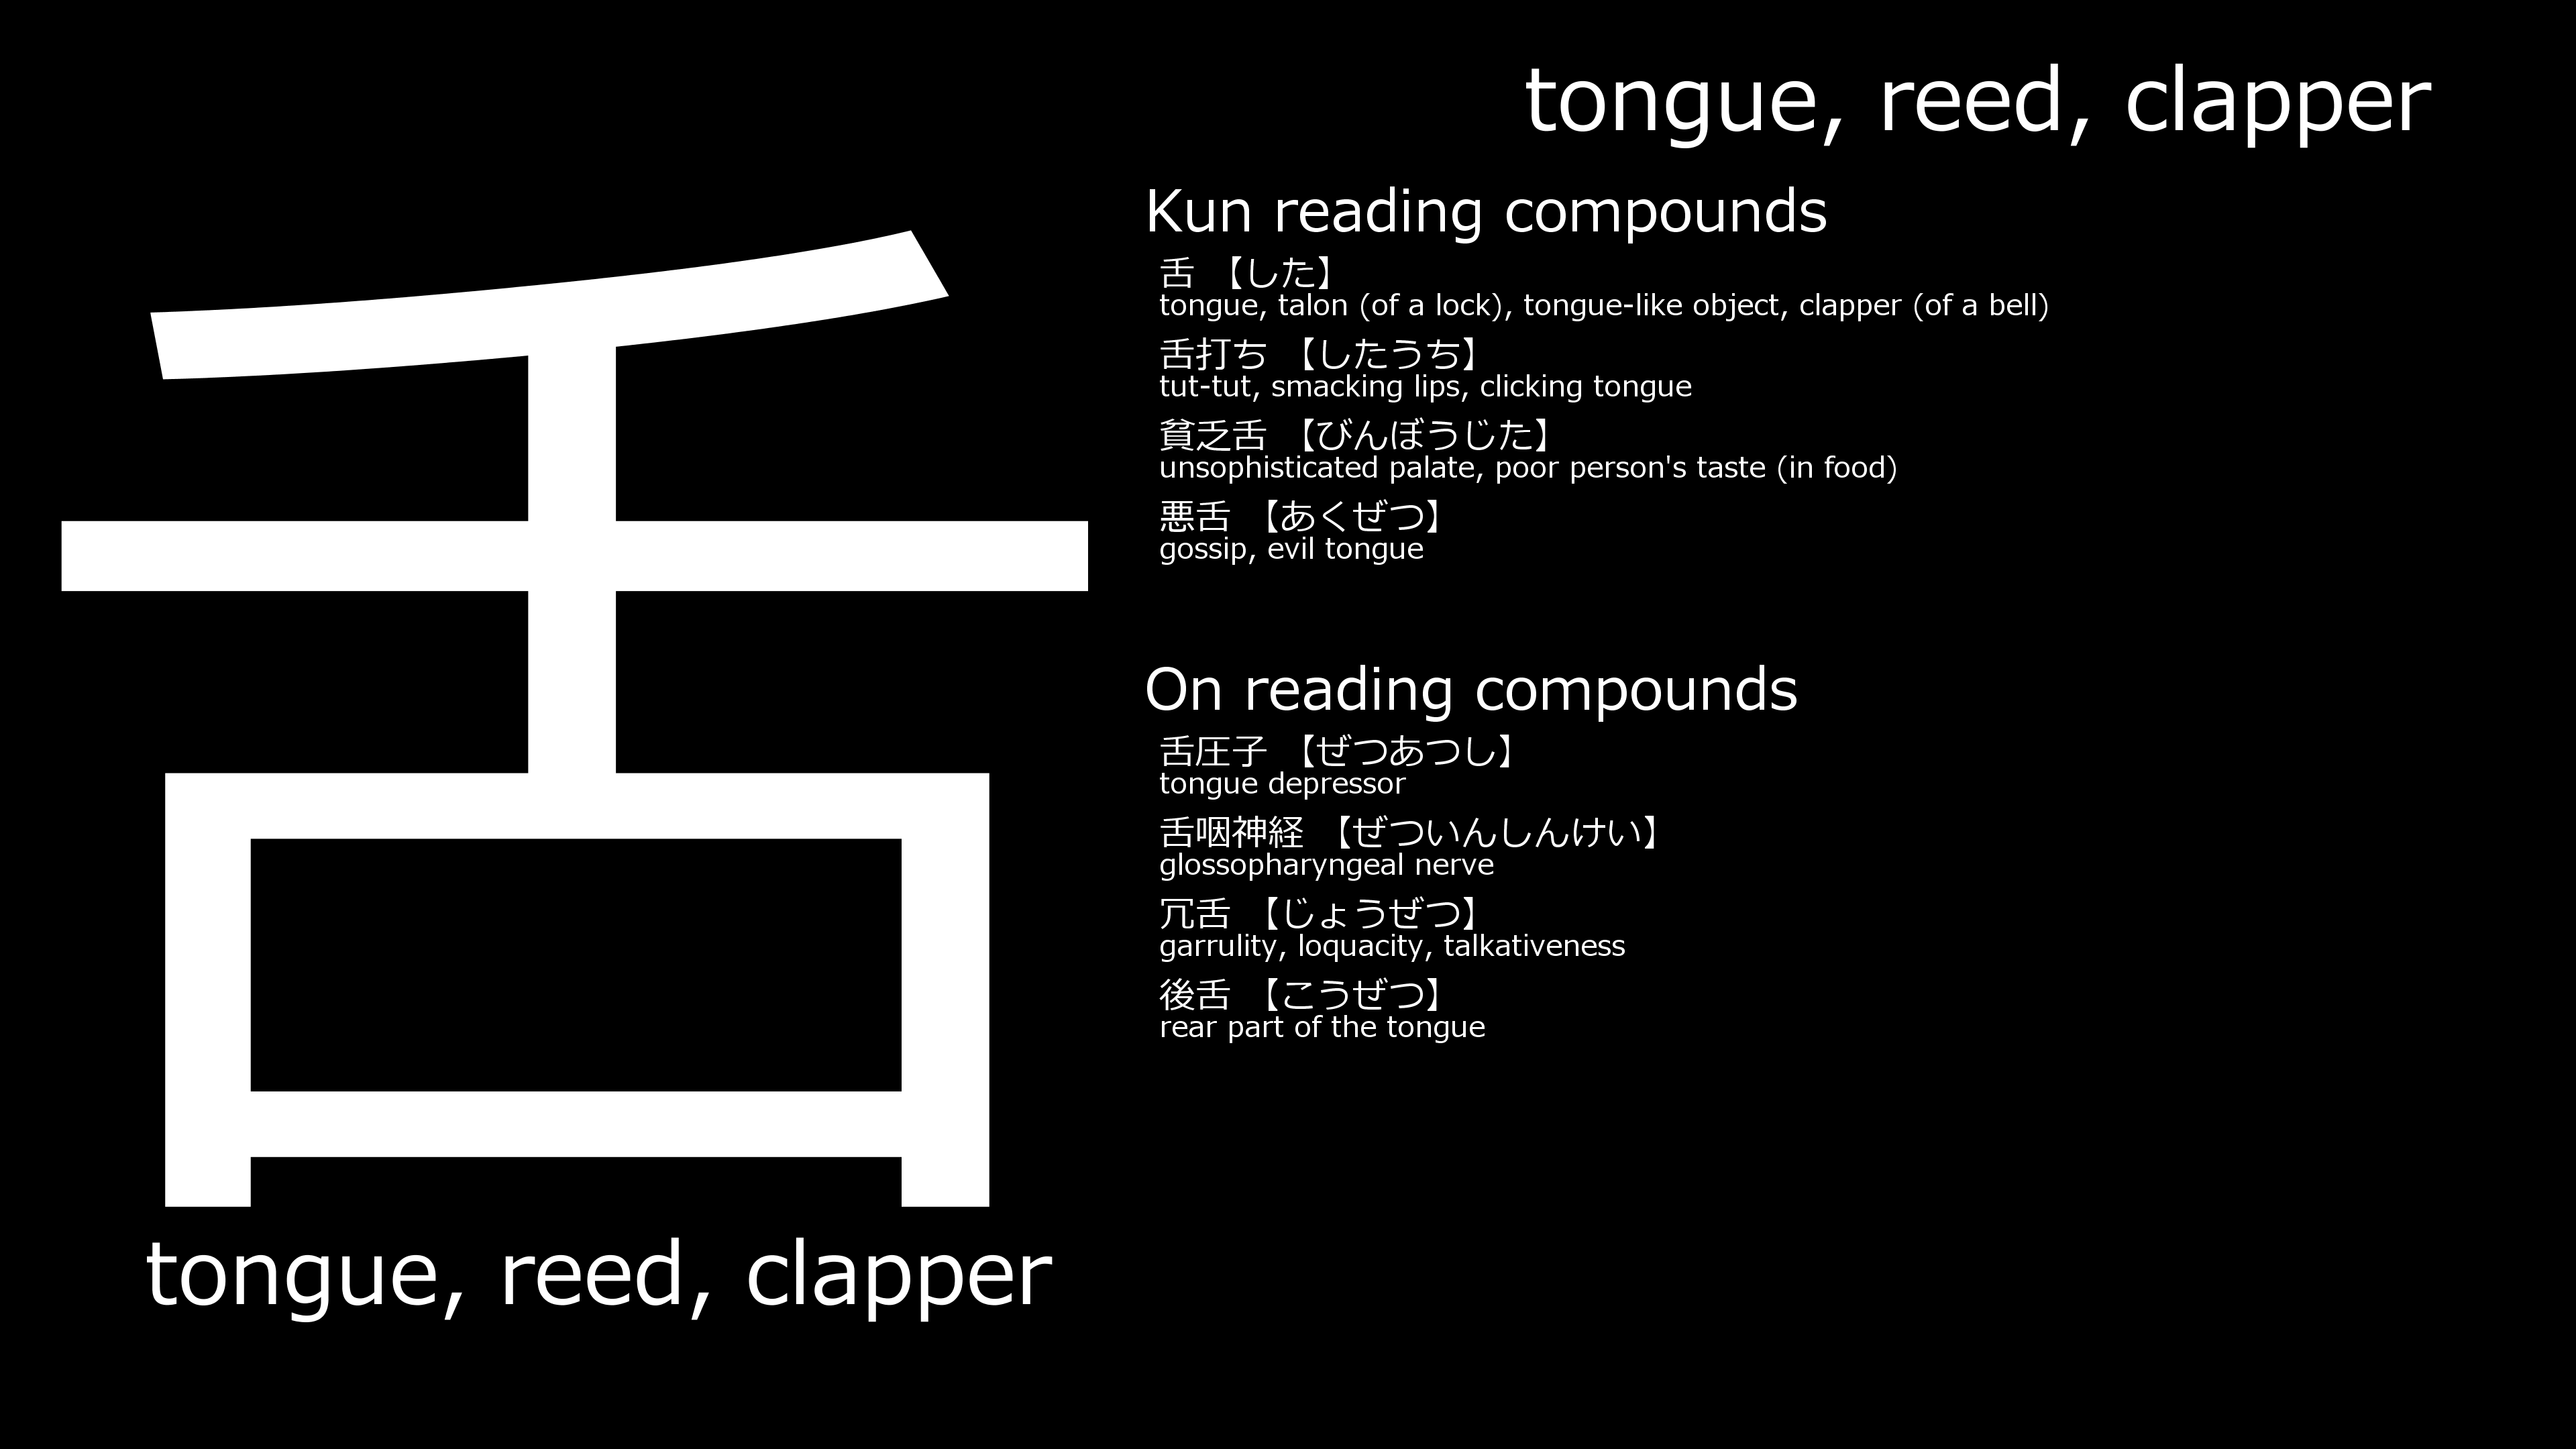 舌
tongue, reed, clapper
tongue, reed, clapper
Kun reading compounds
舌 【した】
tongue, talon (of a lock), tongue-like object, clapper (of a bell)
舌打ち 【したうち】
tut-tut, smacking lips, clicking tongue
貧乏舌 【びんぼうじた】
unsophisticated palate, poor person's taste (in food)
悪舌 【あくぜつ】
gossip, evil tongue
On reading compounds
舌圧子 【ぜつあつし】
tongue depressor
舌咽神経 【ぜついんしんけい】
glossopharyngeal nerve
冗舌 【じょうぜつ】
garrulity, loquacity, talkativeness
後舌 【こうぜつ】
rear part of the tongue